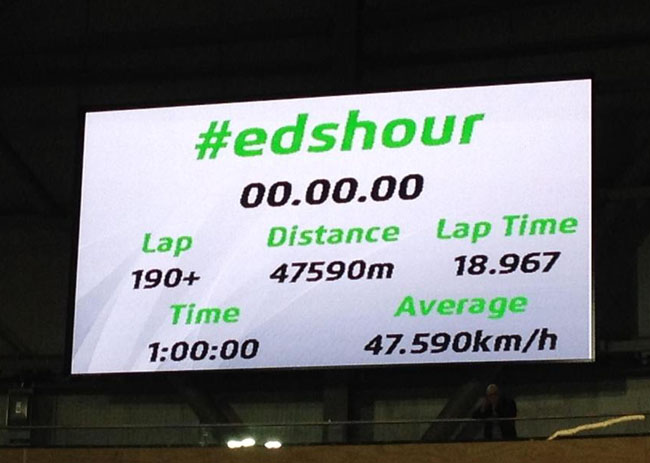 #edshour
00.00.00
Lap Distance Lap Time
190+ 47590m 18.967
Time Average
1:00:00 47.590km/h